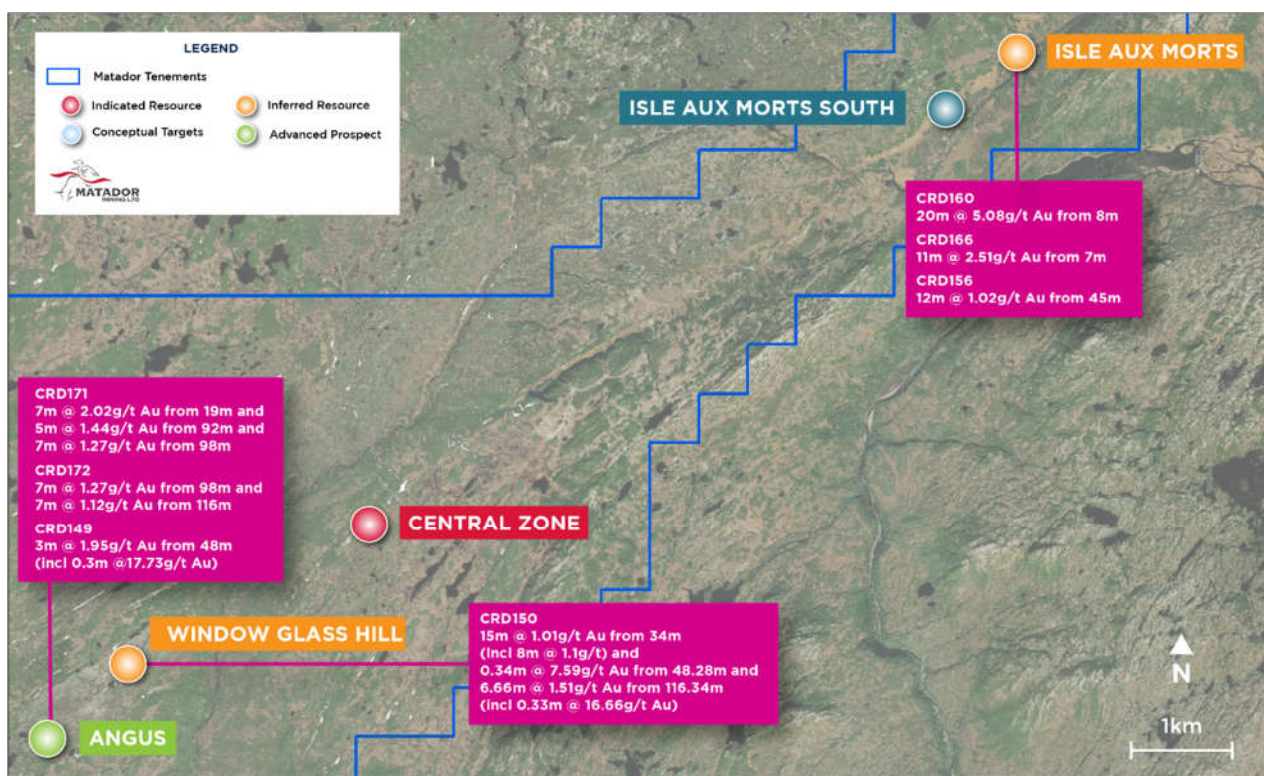 LEGEND
Matador Tenements
Indicated Resource
Inferred Resource
Conceptual Targets
Advanced Prospect
MATADOR
MINING LTD
ISLE AUX MORTS
ISLE AUX MORTS SOUTH
CRD160
20m @ 5.08g/t Au from 8m
CRD166
11m @ 2.51g/t Au from 7m
CRD156
12m @ 1.02g/t Au from 45m
CRD171
7m @ 2.02g/t Au from 19m and
5m @ 1.44g/t Au from 92m and
7m @ 1.27g/t Au from 98m
CRD172
7m @ 1.27g/t Au from 98m and
7m @ 1.12g/t Au from 116m
CRD149
3m @ 1.95g/t Au from 48m
(incl 0.3m @17.73g/t Au)
CENTRAL ZONE
WINDOW GLASS HILL
CRD150
15m @ 1.01g/t Au from 34m
(incl 8m @ 1.1g/t) and
0.34m @ 7.59g/t Au from 48.28m and
6.66m @ 1.51g/t Au from 116.34m
(incl 0.33m @ 16.66g/t Au)
ANGUS
N
1km